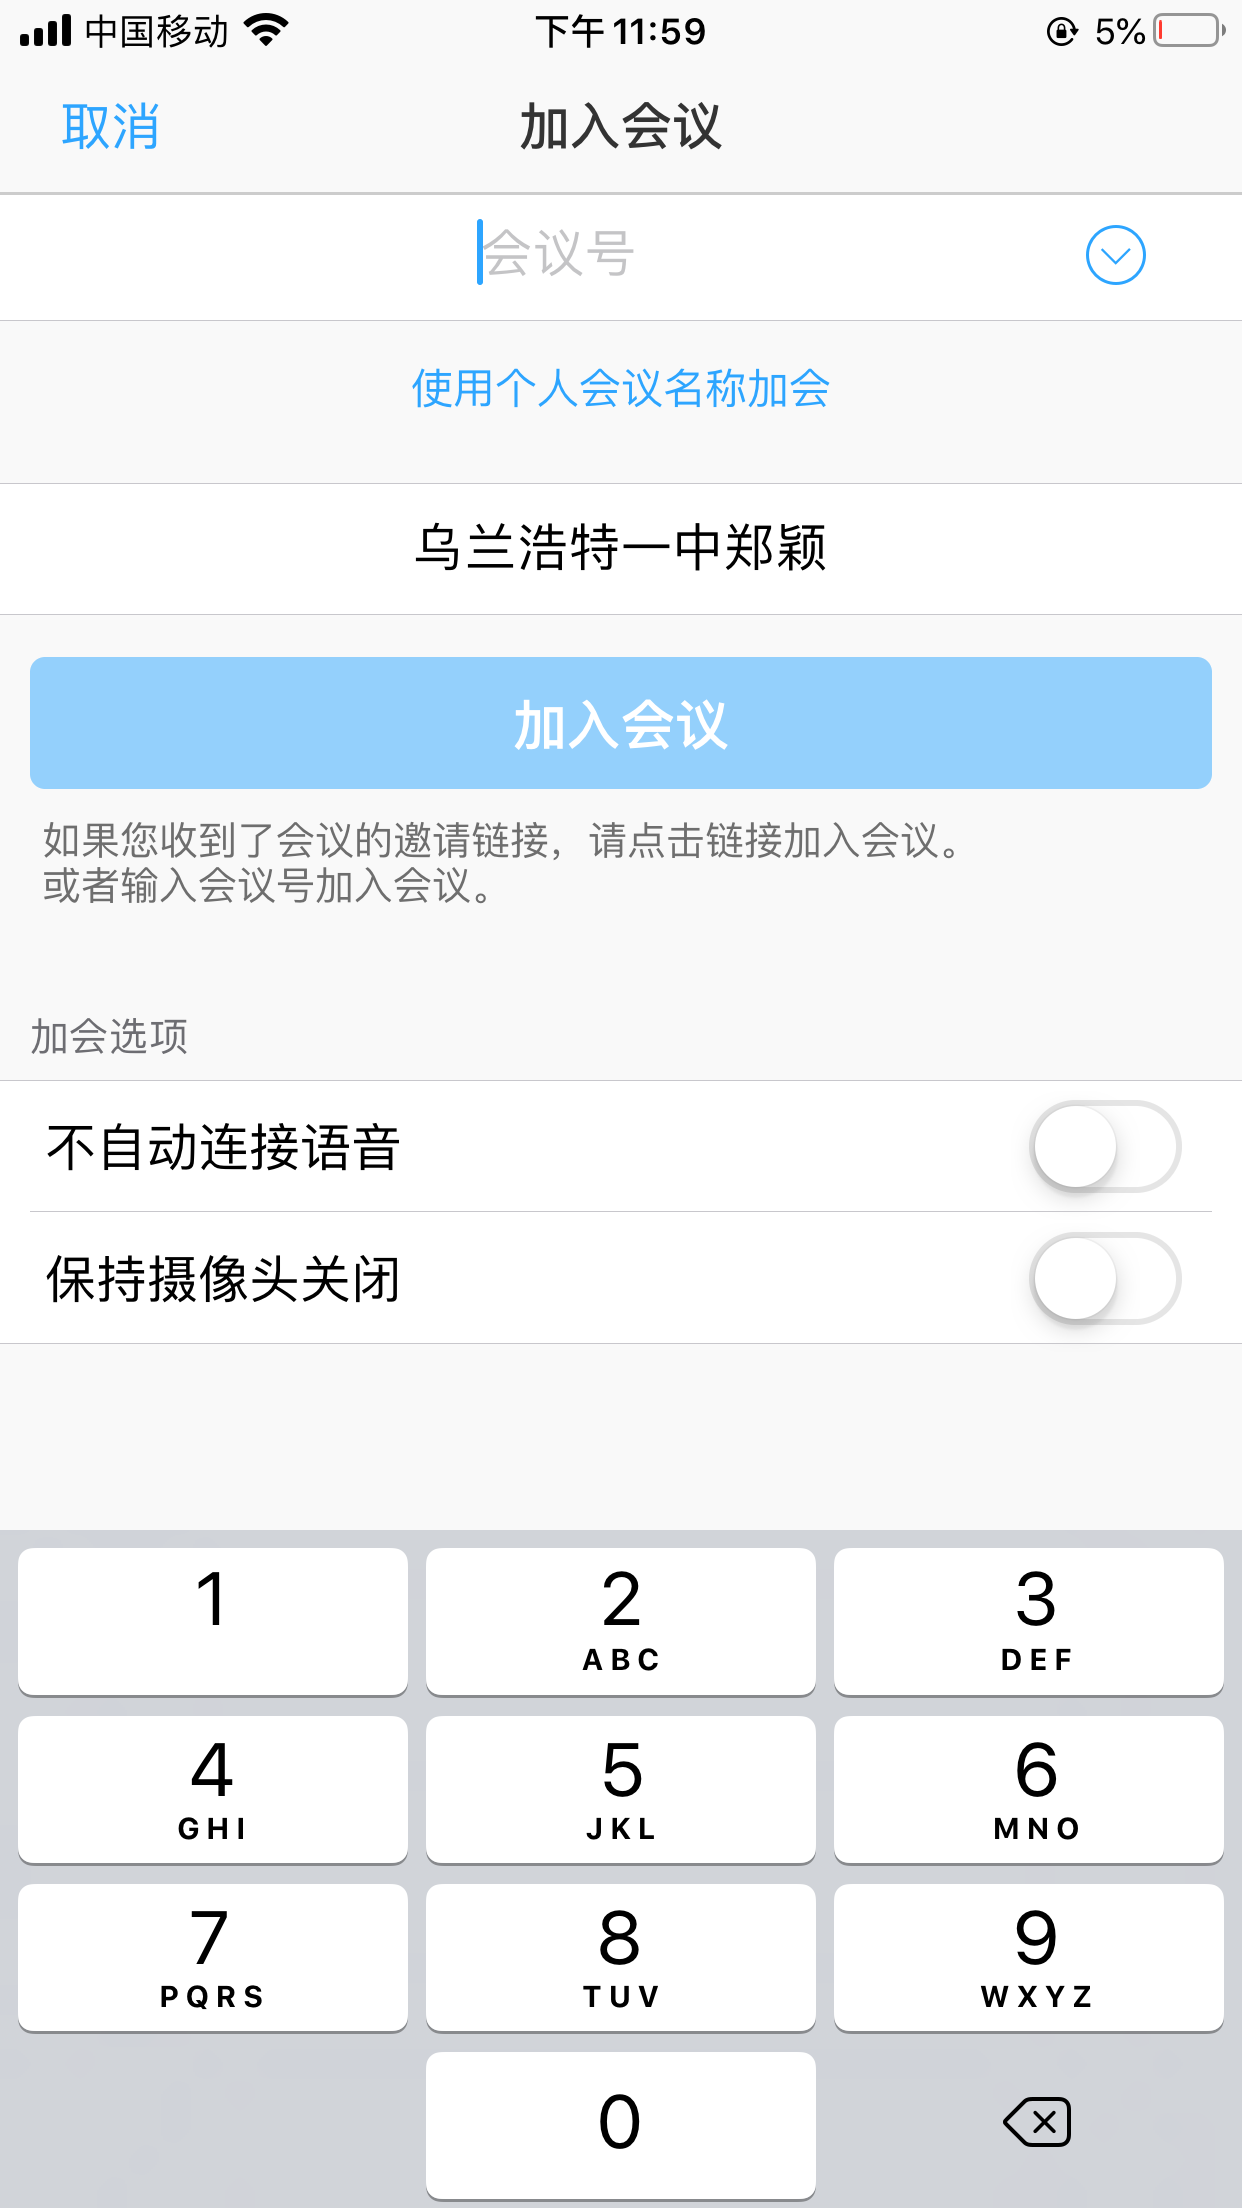 中国移动 下午 11:59 5%
取消 加入会议
会议号
使用个人会议名称加会
乌兰浩特一中郑颖
加入会议
如果您收到了会议的邀请链接，请点击链接加入会议。
或者输入会议号加入会议。
加会选项
不自动连接语音
保持摄像头关闭
1 2 3
ABC DEF
4 5 6
GHI JKL MNO
7 8 9
PQRS TUV WXYZ
0